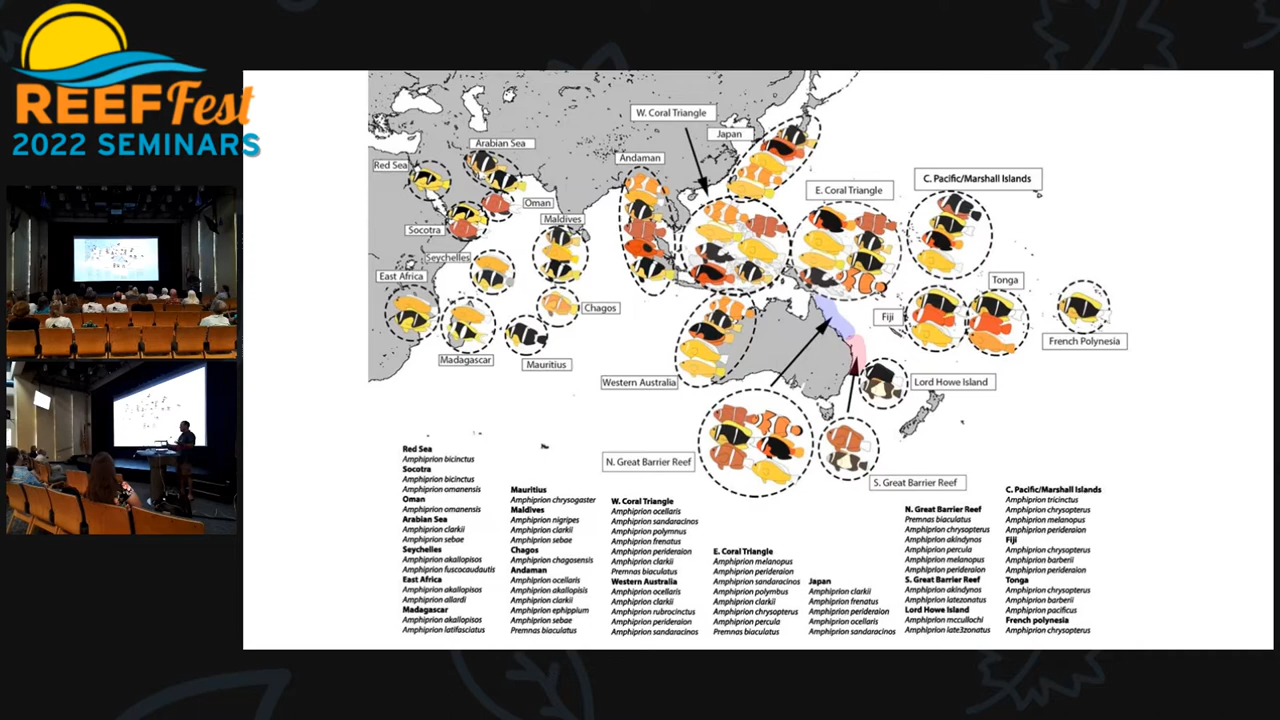 REEF Fest
2022 SEMINARS
W. Coral Triangle
Japan
Arabian Sea
Red Sea
Andaman
C. Pacific/Marshall Islands
E. Coral Triangle
Oman
Maldives
Socotra
Seychelles
East Africa
Tonga
Chagos
Fiji
French Polynesia
Madagascar
Mauritius
Western Australia
Lord Howe Island
N. Great Barrier Reef
S. Great Barrier Reef
Red Sea
Amphiprion bicinctus
Socotra
Amphiprion bicinctus
Amphiprion omanensis
Oman
Amphiprion omanensis
Arabian Sea
Amphiprion clarkii
Amphiprion sebae
Seychelles
Amphiprion akallopisos
Amphiprion fuscocaudautis
East Africa
Amphiprion akallopisos
Amphiprion allardi
Madagascar
Amphiprion akallopisos
Amphiprion latifasciatus
Mauritius
Amphiprion chrysogaster
Maldives
Amphiprion nigripes
Amphiprion clarkii
Amphiprion sebae
Chagos
Amphiprion chagosensis
Andaman
Amphiprion ocellaris
Amphiprion akallopisis
Amphiprion clarkii
Amphiprion ephippium
Amphiprion sebae
Premnas biaculatus
W. Coral Triangle
Amphiprion ocellaris
Amphiprion sandaracinos
Amphiprion polymnus
Amphiprion frenatus
Amphiprion perideraion
Amphiprion clarkii
Premnas biaculatus
Western Australia
Amphiprion ocellaris
Amphiprion clarkii
Amphiprion rubrocinctus
Amphiprion perideraion
Amphiprion sandaracinos
E. Coral Triangle
Amphiprion melanopus
Amphiprion perideraion
Amphiprion sandaracinos
Amphiprion polymbus
Amphiprion clarkii
Amphiprion chrysopterus
Amphiprion percula
Premnas biaculatus
Japan
Amphiprion clarkii
Amphiprion frenatus
Amphiprion perideraion
Amphiprion ocellaris
Amphiprion sandaracinos
N. Great Barrier Reef
Premnas biaculatus
Amphiprion chrysopterus
Amphiprion akindynos
Amphiprion percula
Amphiprion melanopus
Amphiprion perideraion
S. Great Barrier Reef
Amphiprion akindynos
Amphiprion latezonatus
Lord Howe Island
Amphiprion mccullochi
Amphiprion late3zonatus
C. Pacific/Marshall Islands
Amphiprion tricinctus
Amphiprion chrysopterus
Amphiprion melanopus
Amphiprion perideraion
Fiji
Amphiprion chrysopterus
Amphiprion barberii
Amphiprion perideraion
Tonga
Amphiprion chrysopterus
Amphiprion barberii
Amphiprion pacificus
French polynesia
Amphiprion chrysopterus